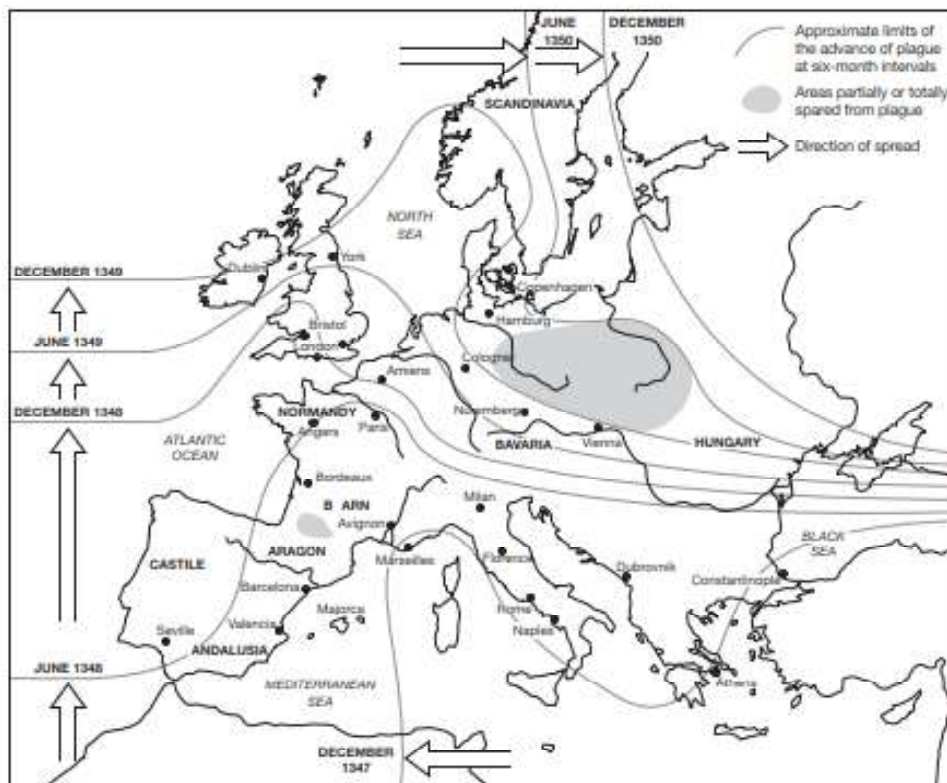 JUNE
1350
DECEMBER
1350
Approximate limits of
the advance of plague
at six-month intervals
Areas partially or totally
spared from plague
Direction of spread
SCANDINAVIA
NORTH
SEA
DECEMBER 1349
Dublin
York
Copenhagen
Hamburg
JUNE 1349
Bristol
London
Cologne
Amiens
DECEMBER 1348
NORMANDY
Angers
Paris
Nuremberg
BAVARIA
Vienna
HUNGARY
ATLANTIC
OCEAN
Bordeaux
B ARN
Avignon
Milan
BLACK
SEA
CASTILE
ARAGON
Marseilles
Florence
Dubrovnik
Constantinople
Barcelona
Majorca
Rome
Naples
Seville
Valencia
ANDALUSIA
JUNE 1348
MEDITERRANEAN
SEA
Athens
DECEMBER
1347